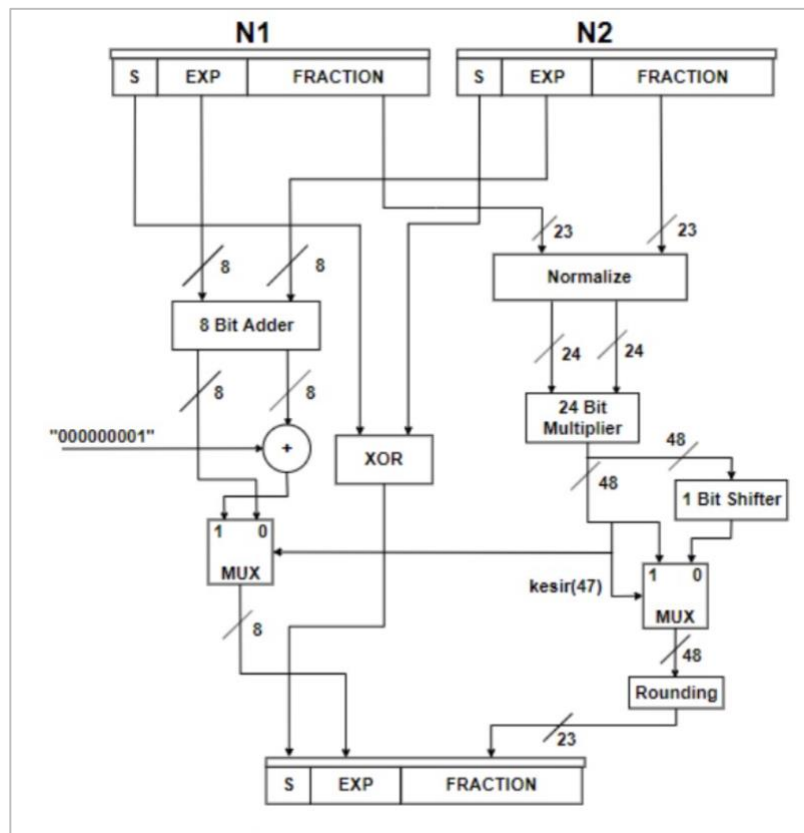 N1 N2
S EXP FRACTION S EXP FRACTION
23 23
8 8
Normalize
8 Bit Adder
24 24
8 8
24 Bit
Multiplier
"000000001"
+
XOR
48
48
1 Bit Shifter
1 0
MUX
1 0
MUX
kesir(47)
8
48
Rounding
23
S EXP FRACTION